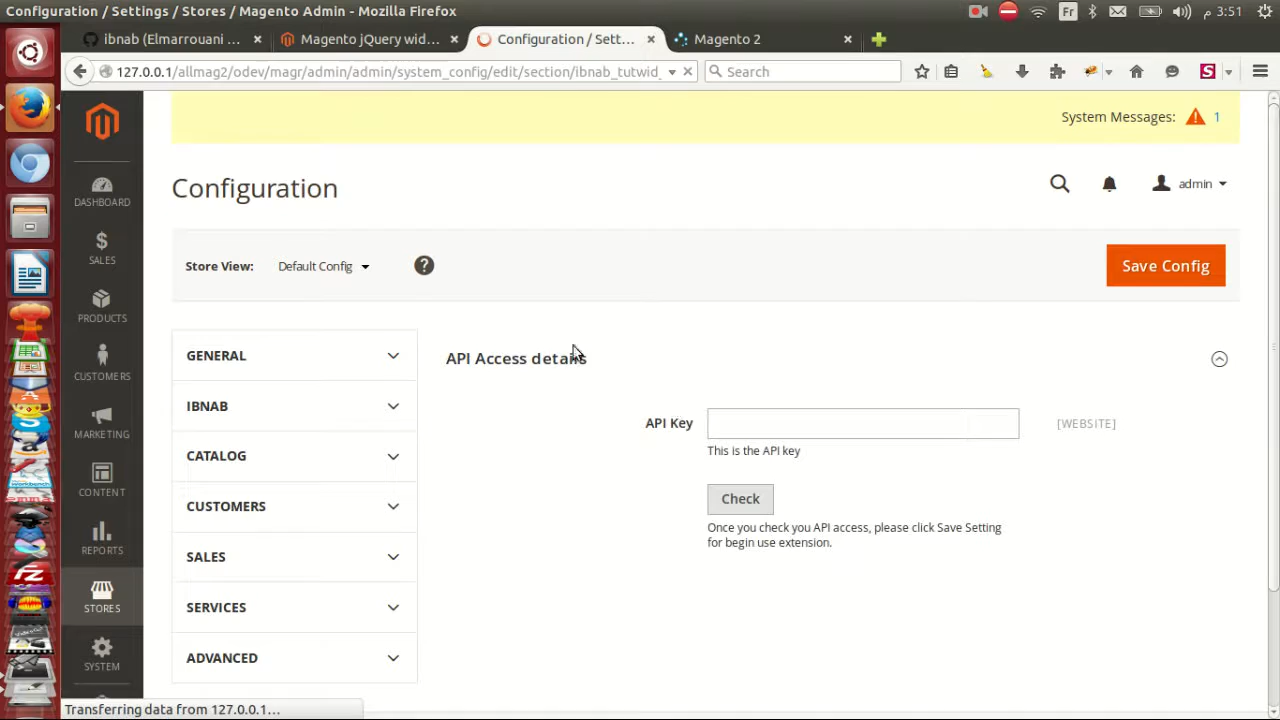 Configuration / Settings / Stores / Magento Admin - Mozilla Firefox
Fr
3:51 م
ibnab (Elmarrouani ...
Magento jQuery wid...
Configuration / Sett...
Magento 2
127.0.0.1/allmag2/odev/magr/admin/admin/system_config/edit/section/ibnab_tutwid
Search
System Messages: 1
Configuration
admin
Store View: Default Config
?
Save Config
DASHBOARD
SALES
PRODUCTS
CUSTOMERS
MARKETING
CONTENT
REPORTS
STORES
SYSTEM
GENERAL
IBNAB
CATALOG
CUSTOMERS
SALES
SERVICES
ADVANCED
API Access details
API Key
[WEBSITE]
This is the API key
Check
Once you check you API access, please click Save Setting
for begin use extension.
Transferring data from 127.0.0.1...